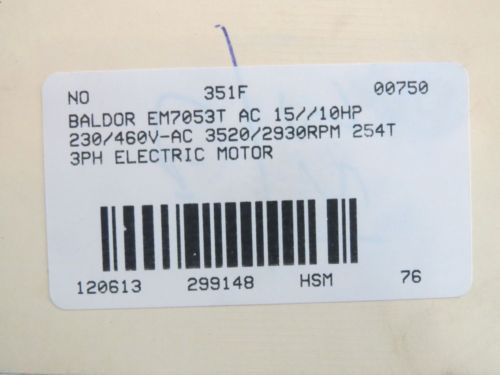 NO 351F 00750
BALDOR EM7053T AC 15//10HP
230/460V-AC 3520/2930RPM 254T
3PH ELECTRIC MOTOR
120613 299148 HSM 76